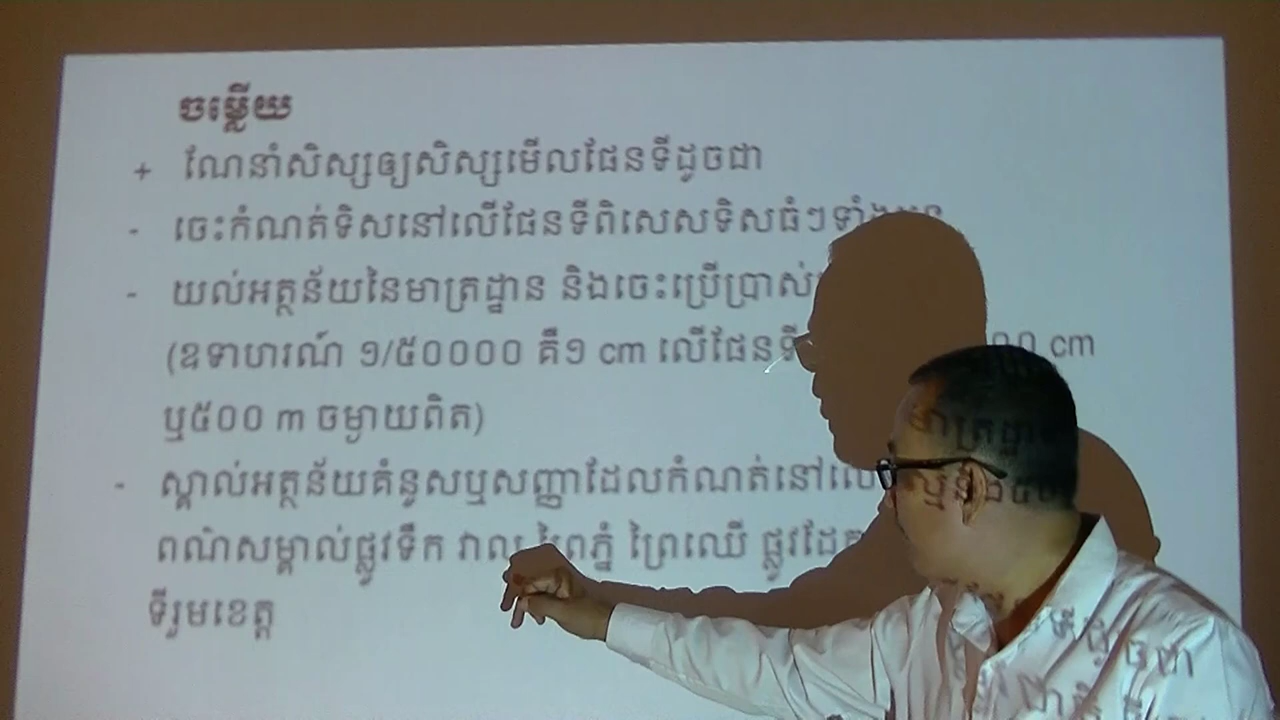 ចម្លើយ
+ ណែនាំសិស្សឲ្យសិស្សមើលផែនទីដូចជា
- ចេះកំណត់ទិសនៅលើផែនទីពិសេសទិសធំៗទាំង
- យល់អត្ថន័យនៃមាត្រដ្ឋាន និងចេះប្រើប្រាស់
(ឧទាហរណ៍ ១/៥០០០០ គឺ១ cm លើផែនទី cm
ឬ៥០០ m ចម្ងាយពិត)
- ស្គាល់អត្ថន័យគំនូសឬសញ្ញាដែលកំណត់នៅលើ
ពណ៌សម្គាល់ផ្លូវទឹក វាល ព្រៃភ្នំ ព្រៃឈើ ផ្លូវដែក
ទីរួមខេត្ត